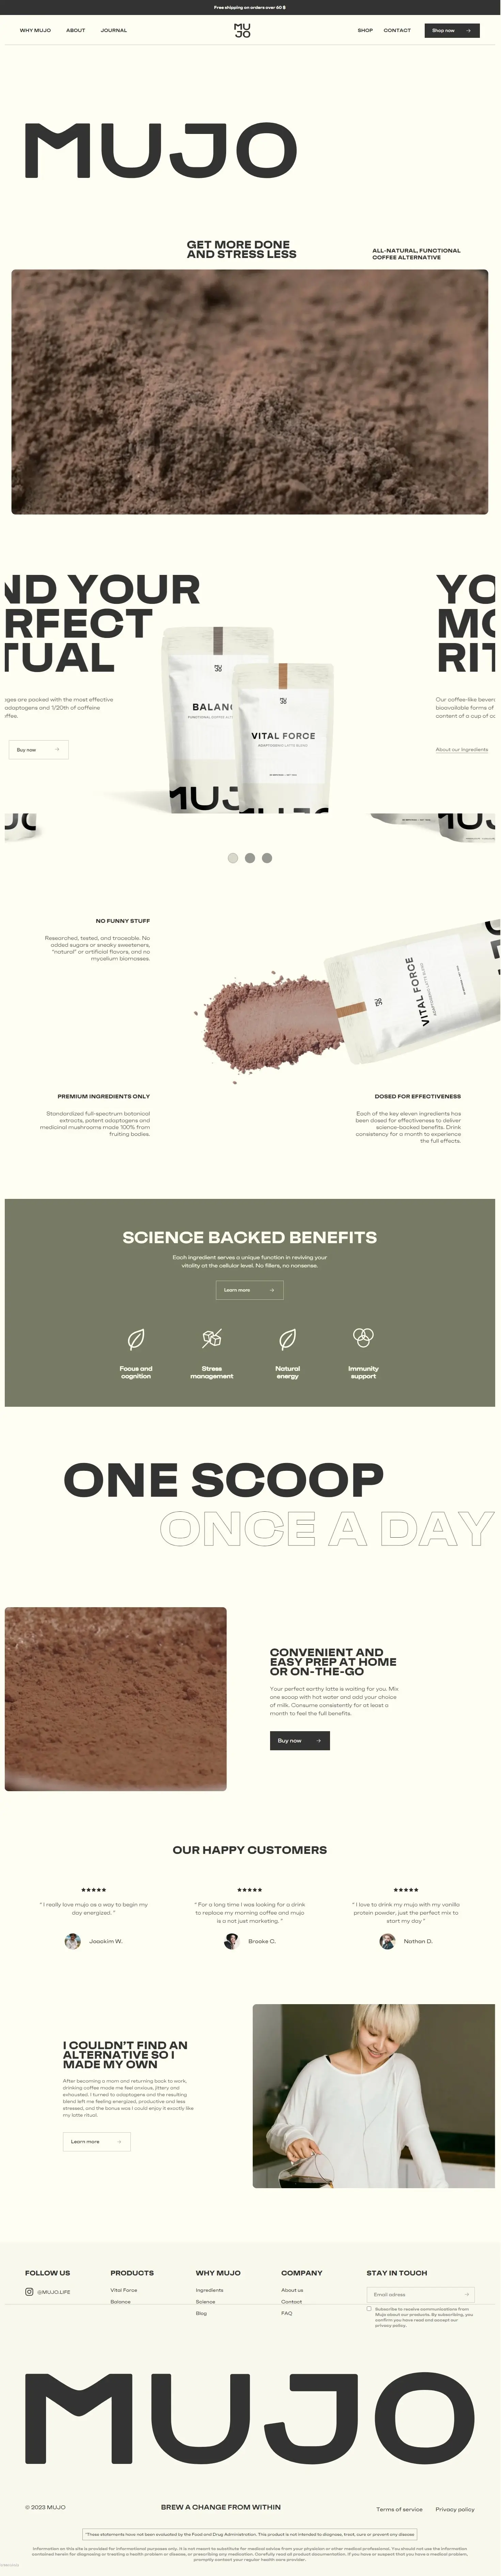 Free shipping on orders over 60 $
WHY MUJO ABOUT JOURNAL
MU
JO
SHOP CONTACT Shop now
MUJO
GET MORE DONE
AND STRESS LESS
ALL-NATURAL, FUNCTIONAL
COFFEE ALTERNATIVE
ND YOUR
RFECT
TUAL
ages are packed with the most effective
adaptogens and 1/20th of caffeine
offee.
Buy now
MU
JO
BALANC
MUJ
MU
JO
VITAL FORCE
ADAPTOGENIC LATTE BLEND
YO
MO
RIT
Our coffee-like bever
bioavailable forms of
content of a cup of co
About our Ingredients
NO FUNNY STUFF
Researched, tested, and traceable. No
added sugars or sneaky sweeteners,
"natural" or artificial flavors, and no
mycelium biomasses.
MU
JO
VITAL FORCE
ADAPTOGENIC LATTE BLEND
PREMIUM INGREDIENTS ONLY
Standardized full-spectrum botanical
extracts, potent adaptogens and
medicinal mushrooms made 100% from
fruiting bodies.
DOSED FOR EFFECTIVENESS
Each of the key eleven ingredients has
been dosed for effectiveness to deliver
science-backed benefits. Drink
consistency for a month to experience
the full effects.
SCIENCE BACKED BENEFITS
Each ingredient serves a unique function in reviving your
vitality at the cellular level. No fillers, no nonsense.
Learn more
Focus and
cognition
Stress
management
Natural
energy
Immunity
support
ONE SCOOP
ONCE A DAY
CONVENIENT AND
EASY PREP AT HOME
OR ON-THE-GO
Your perfect earthy latte is waiting for you. Mix
one scoop with hot water and add your choice
of milk. Consume consistently for at least a
month to feel the full benefits.
Buy now
OUR HAPPY CUSTOMERS
" I really love mujo as a way to begin my
day energized. "
Joackim W.
" For a long time I was looking for a drink
to replace my morning coffee and mujo
is a not just marketing. "
Brooke C.
" I love to drink my mujo with my vanilla
protein powder, just the perfect mix to
start my day "
Nathan D.
I COULDN'T FIND AN
ALTERNATIVE SO I
MADE MY OWN
After becoming a mom and returning back to work,
drinking coffee made me feel anxious, jittery and
exhausted. I turned to adaptogens and the resulting
blend left me feeling energized, productive and less
stressed, and the bonus was I could enjoy it exactly like
my latte ritual.
Learn more
FOLLOW US
@MUJO.LIFE
PRODUCTS
Vital Force
Balance
WHY MUJO
Ingredients
Science
Blog
COMPANY
About us
Contact
FAQ
STAY IN TOUCH
Email adress
Subscribe to receive communications from
Mujo about our products. By subscribing, you
confirm you have read and accept our
privacy policy.
MUJO
© 2023 MUJO
BREW A CHANGE FROM WITHIN
Terms of service Privacy policy
*These statements have not been evaluated by the Food and Drug Administration. This product is not intended to diagnose, treat, cure or prevent any disease
Information on this site is provided for informational purposes only. It is not meant to substitute for medical advice from your physician or other medical professional. You should not use the information
contained herein for diagnosing or treating a health problem or disease, or prescribing any medication. Carefully read all product documentation. If you have or suspect that you have a medical problem,
promptly contact your regular health care provider.